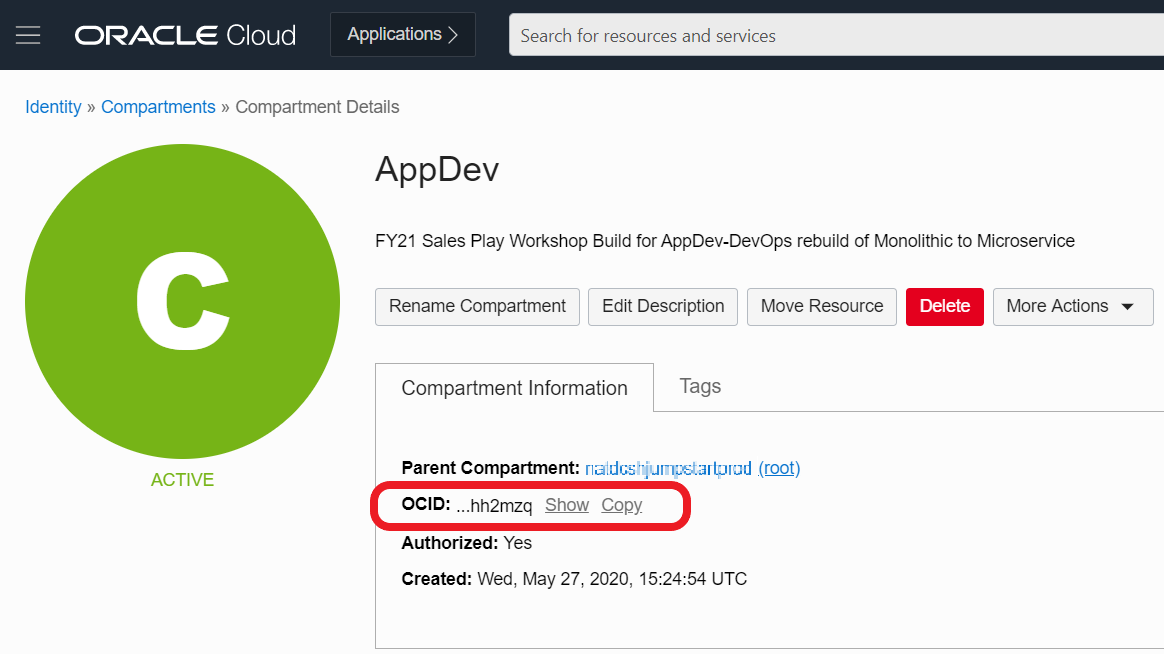 ORACLE Cloud
Applications
Search for resources and services
Identity » Compartments » Compartment Details
C
ACTIVE
AppDev
FY21 Sales Play Workshop Build for AppDev-DevOps rebuild of Monolithic to Microservice
Rename Compartment
Edit Description
Move Resource
Delete
More Actions
Compartment Information
Tags
Parent Compartment: (root)
OCID: ...hh2mzq Show Copy
Authorized: Yes
Created: Wed, May 27, 2020, 15:24:54 UTC